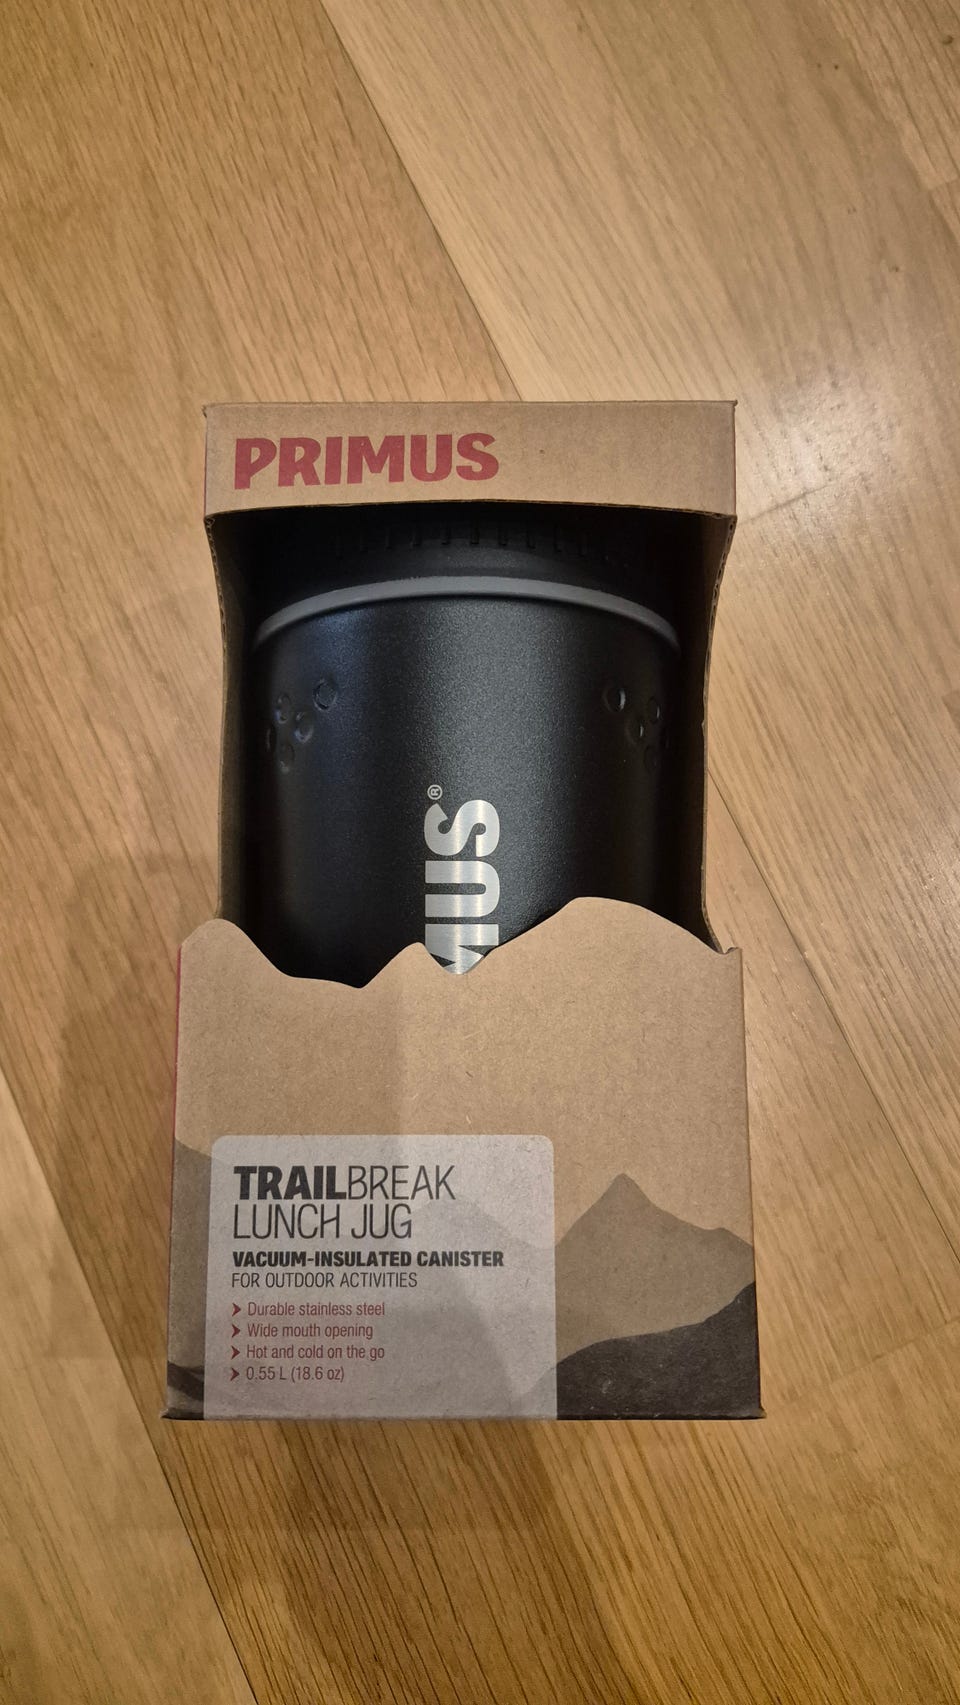 PRIMUS
MUS®
TRAILBREAK
LUNCH JUG
VACUUM-INSULATED CANISTER
FOR OUTDOOR ACTIVITIES
Durable stainless steel
Wide mouth opening
Hot and cold on the go
0.55 L (18.6 oz)